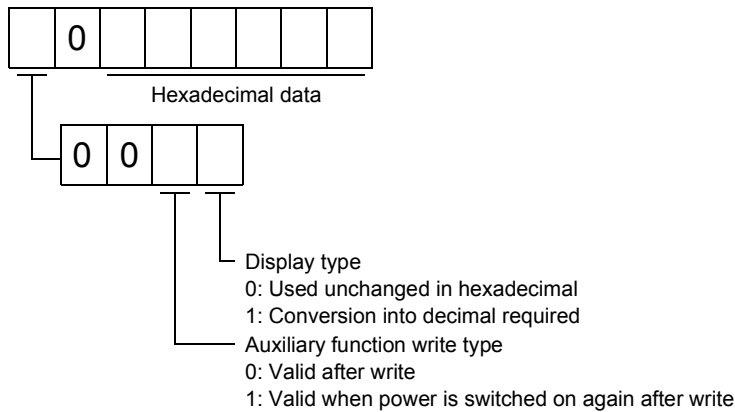 0
Hexadecimal data
0 0
Display type
0: Used unchanged in hexadecimal
1: Conversion into decimal required
Auxiliary function write type
0: Valid after write
1: Valid when power is switched on again after write